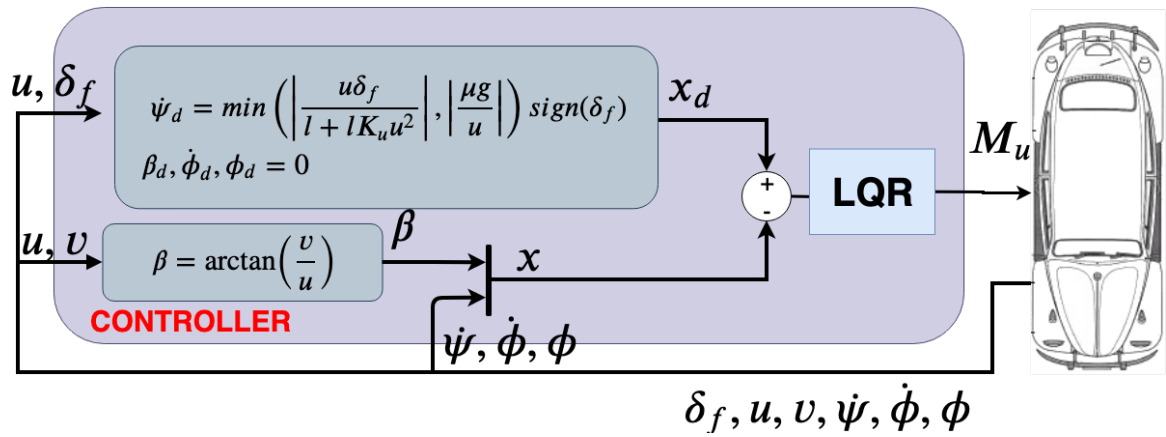 u, δ_f
ψ̇_d = min(|uδ_f / (l + lK_u u²)|, |μg / u|) sign(δ_f)
β_d, φ̇_d, φ_d = 0
x_d
+
-
LQR
M_u
u, v
β = arctan(v/u)
β
x
CONTROLLER
ψ̇, φ̇, φ
δ_f, u, v, ψ̇, φ̇, φ